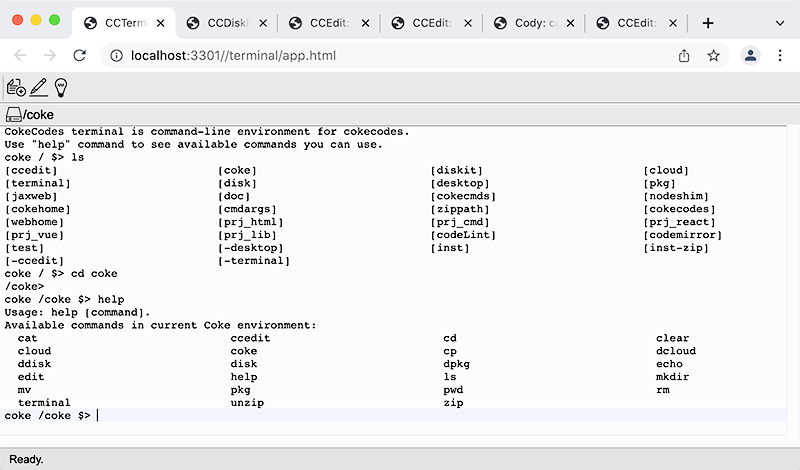 CCTerm CCDiski CCEdit: CCEdit: Cody: c CCEdit:
localhost:3301//terminal/app.html
/coke
CokeCodes terminal is command-line environment for cokecodes.
Use "help" command to see available commands you can use.
coke / $> ls
[ccedit] [coke] [diskit] [cloud]
[terminal] [disk] [desktop] [pkg]
[jaxweb] [doc] [cokecmds] [nodeshim]
[cokehome] [cmdargs] [zippath] [cokecodes]
[webhome] [prj_html] [prj_cmd] [prj_react]
[prj_vue] [prj_lib] [codeLint] [codemirror]
[test] [-desktop] [inst] [inst-zip]
[-ccedit] [-terminal]
coke / $> cd coke
/coke>
coke /coke $> help
Usage: help [command].
Available commands in current Coke environment:
cat ccedit cd clear
cloud coke cp dcloud
ddisk disk dpkg echo
edit help ls mkdir
mv pkg pwd rm
terminal unzip zip
coke /coke $>
Ready.